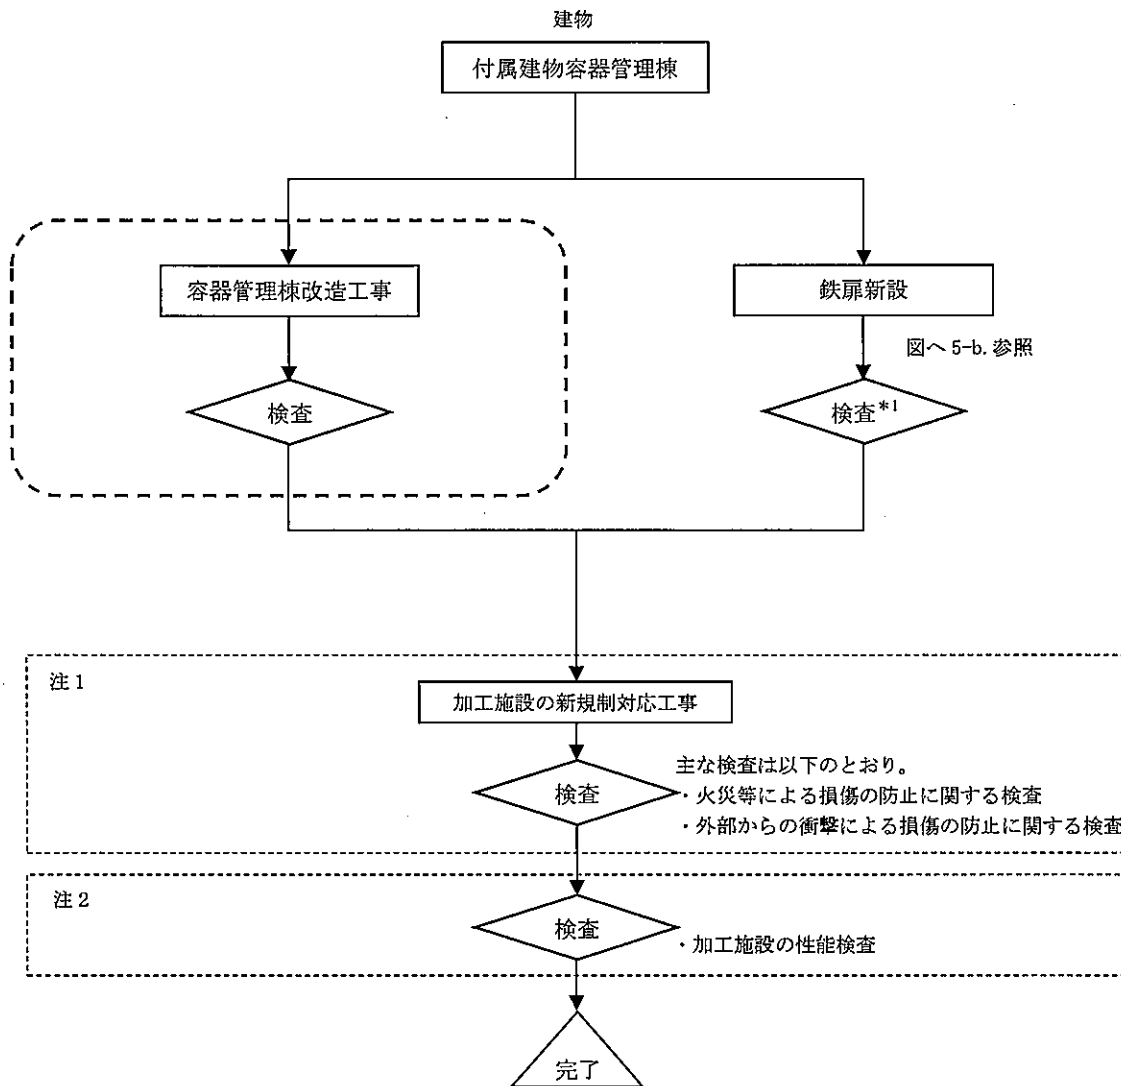 建物
付属建物容器管理棟
容器管理棟改造工事
鉄扉新設
図へ 5-b. 参照
検査
検査*1
注 1
加工施設の新規制対応工事
主な検査は以下のとおり。
検査
・火災等による損傷の防止に関する検査
・外部からの衝撃による損傷の防止に関する検査
注 2
検査
・加工施設の性能検査
完了